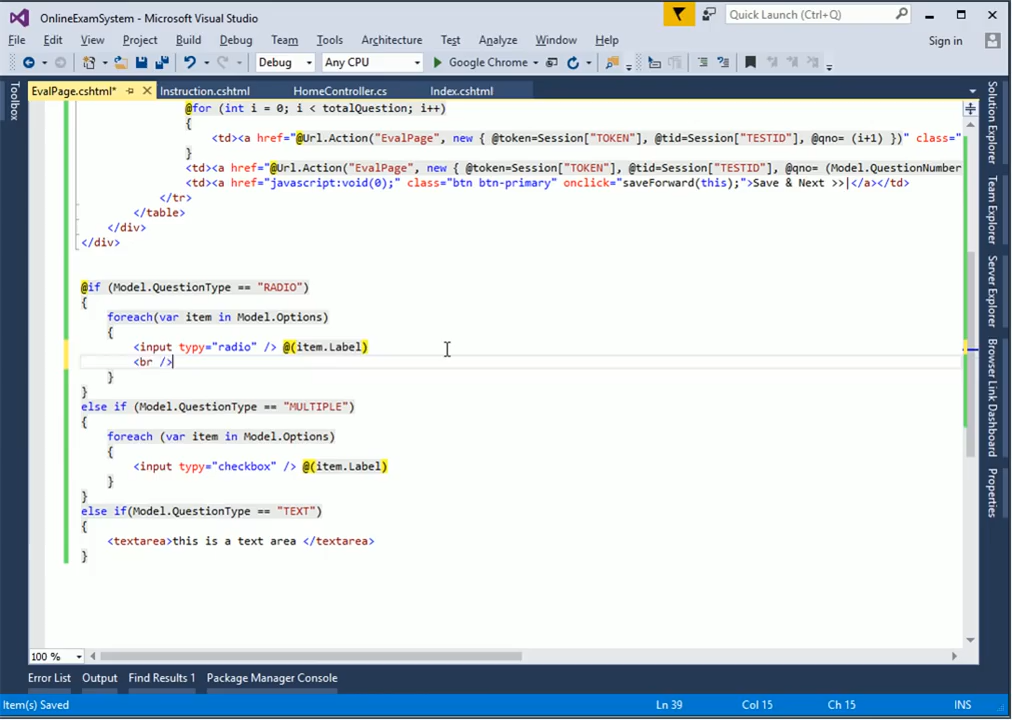 OnlineExamSystem - Microsoft Visual Studio
Quick Launch (Ctrl+Q)
File Edit View Project Build Debug Team Tools Architecture Test Analyze Window Help
Sign in
Debug Any CPU Google Chrome
EvalPage.cshtml* Instruction.cshtml HomeController.cs Index.cshtml
Toolbox
@for (int i = 0; i < totalQuestion; i++)
{
<td><a href="@Url.Action("EvalPage", new { @token=Session["TOKEN"], @tid=Session["TESTID"], @qno= (i+1) })" class="
}
<td><a href="@Url.Action("EvalPage", new { @token=Session["TOKEN"], @tid=Session["TESTID"], @qno= (Model.QuestionNumber
<td><a href="javascript:void(0);" class="btn btn-primary" onclick="saveForward(this);">Save & Next >>|</a></td>
</tr>
</table>
</div>
</div>
@if (Model.QuestionType == "RADIO")
{
foreach(var item in Model.Options)
{
<input typy="radio" /> @(item.Label)
<br />
}
}
else if (Model.QuestionType == "MULTIPLE")
{
foreach (var item in Model.Options)
{
<input typy="checkbox" /> @(item.Label)
}
}
else if(Model.QuestionType == "TEXT")
{
<textarea>this is a text area </textarea>
}
Solution Explorer
Team Explorer
Server Explorer
Browser Link Dashboard
Properties
100 %
Error List Output Find Results 1 Package Manager Console
Item(s) Saved Ln 39 Col 15 Ch 15 INS